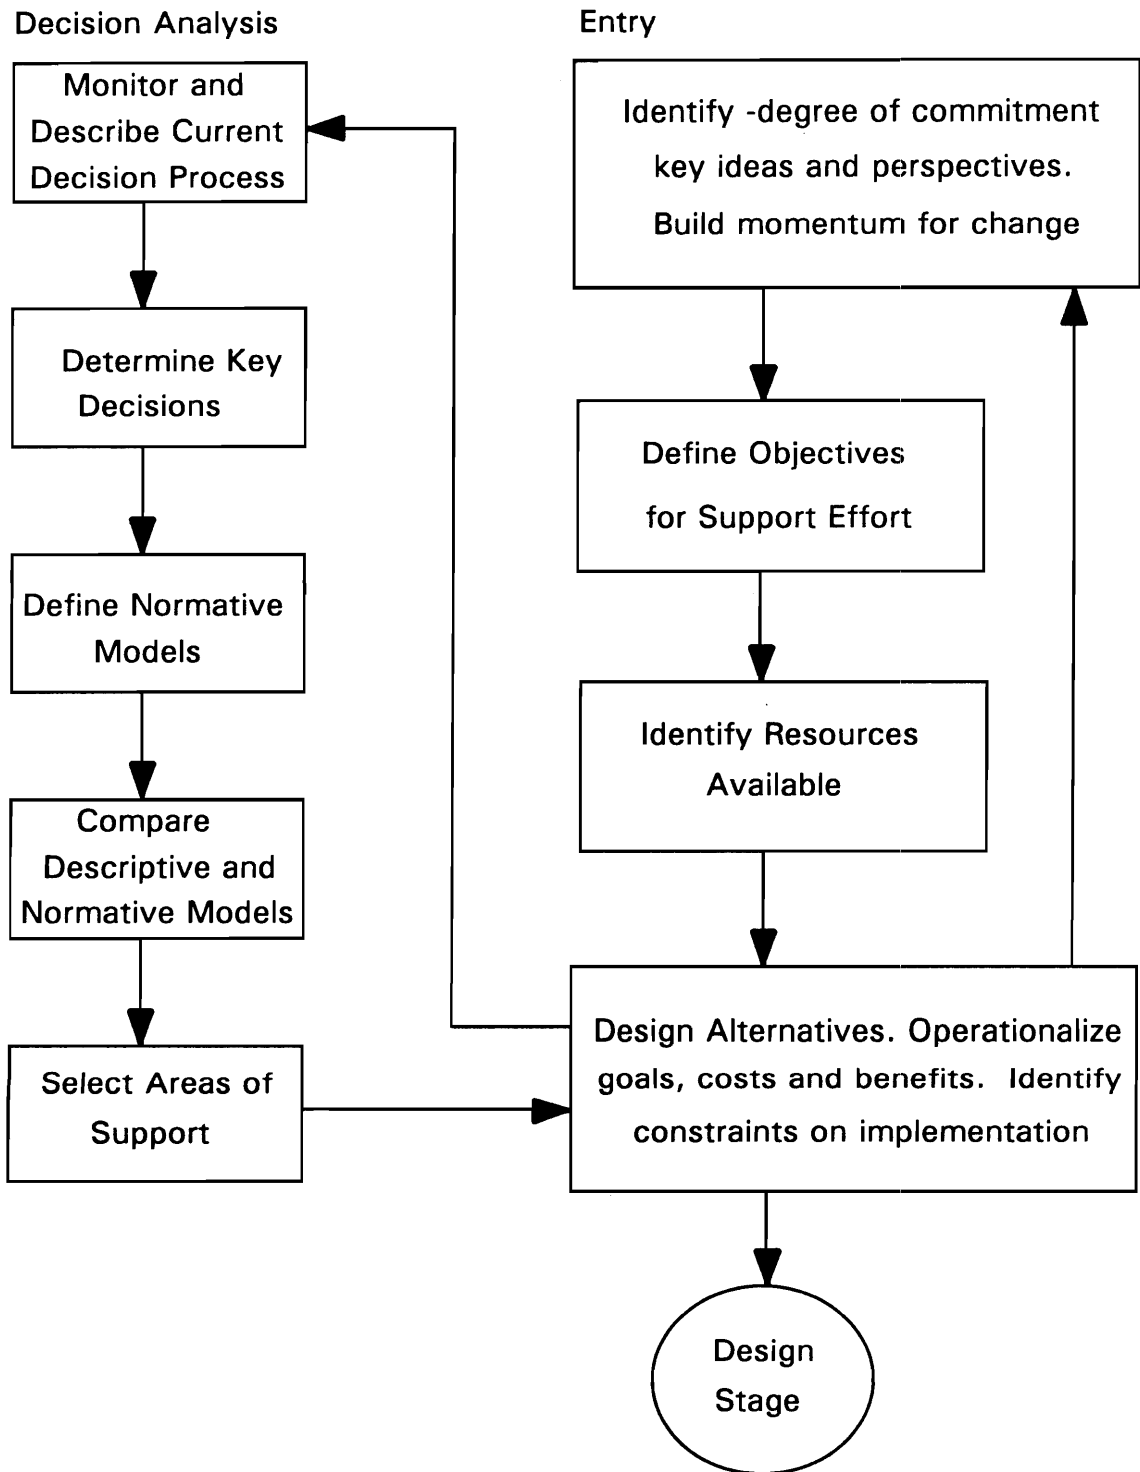 Decision Analysis
Monitor and
Describe Current
Decision Process
Determine Key
Decisions
Define Normative
Models
Compare
Descriptive and
Normative Models
Select Areas of
Support
Entry
Identify -degree of commitment
key ideas and perspectives.
Build momentum for change
Define Objectives
for Support Effort
Identify Resources
Available
Design Alternatives. Operationalize
goals, costs and benefits. Identify
constraints on implementation
Design
Stage